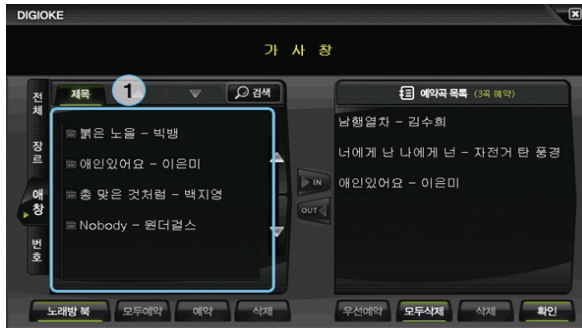 DIGIOKE
가 사 창
전체
장르
애창
번호
제목
1
검색
붉은 노을 – 빅뱅
애인있어요 – 이은미
총 맞은 것처럼 – 백지영
Nobody – 원더걸스
IN
OUT
예약곡 목록 (3곡 예약)
남행열차 – 김수희
너에게 난 나에게 넌 – 자전거 탄 풍경
애인있어요 – 이은미
노래방 북 모두예약 예약 삭제
우선예약 모두삭제 삭제 확인